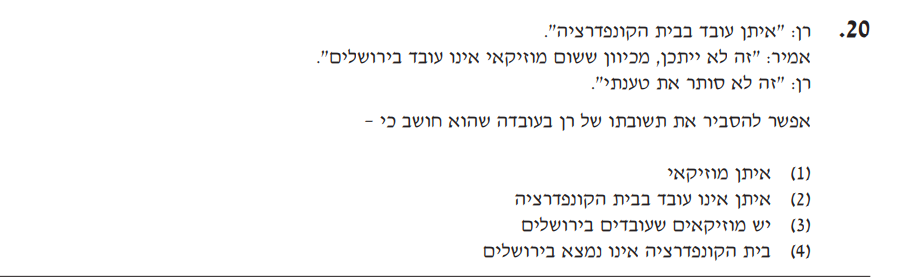 20. רן: "איתן עובד בבית הקונפדרציה".
אמיר: "זה לא ייתכן, מכיוון ששום מוזיקאי אינו עובד בירושלים".
רן: "זה לא סותר את טענתי".
אפשר להסביר את תשובתו של רן בעובדה שהוא חושב כי –
(1) איתן מוזיקאי
(2) איתן אינו עובד בבית הקונפדרציה
(3) יש מוזיקאים שעובדים בירושלים
(4) בית הקונפדרציה אינו נמצא בירושלים